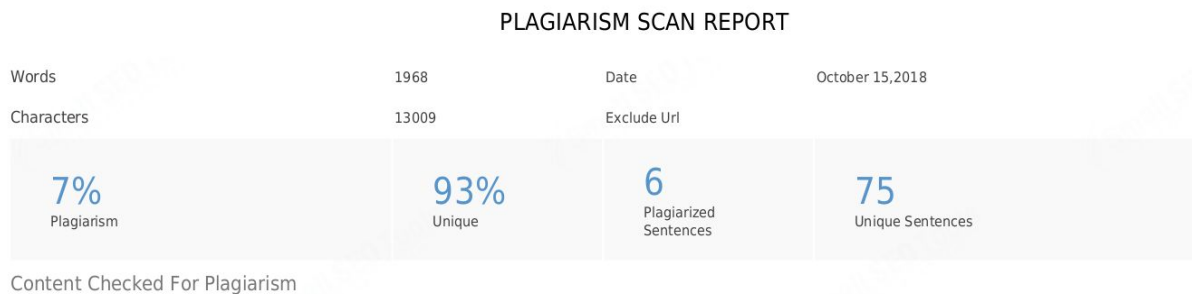 PLAGIARISM SCAN REPORT
Words 1968 Date October 15,2018
Characters 13009 Exclude Url
7% 93% 6 75
Plagiarism Unique Plagiarized Sentences Unique Sentences
Content Checked For Plagiarism